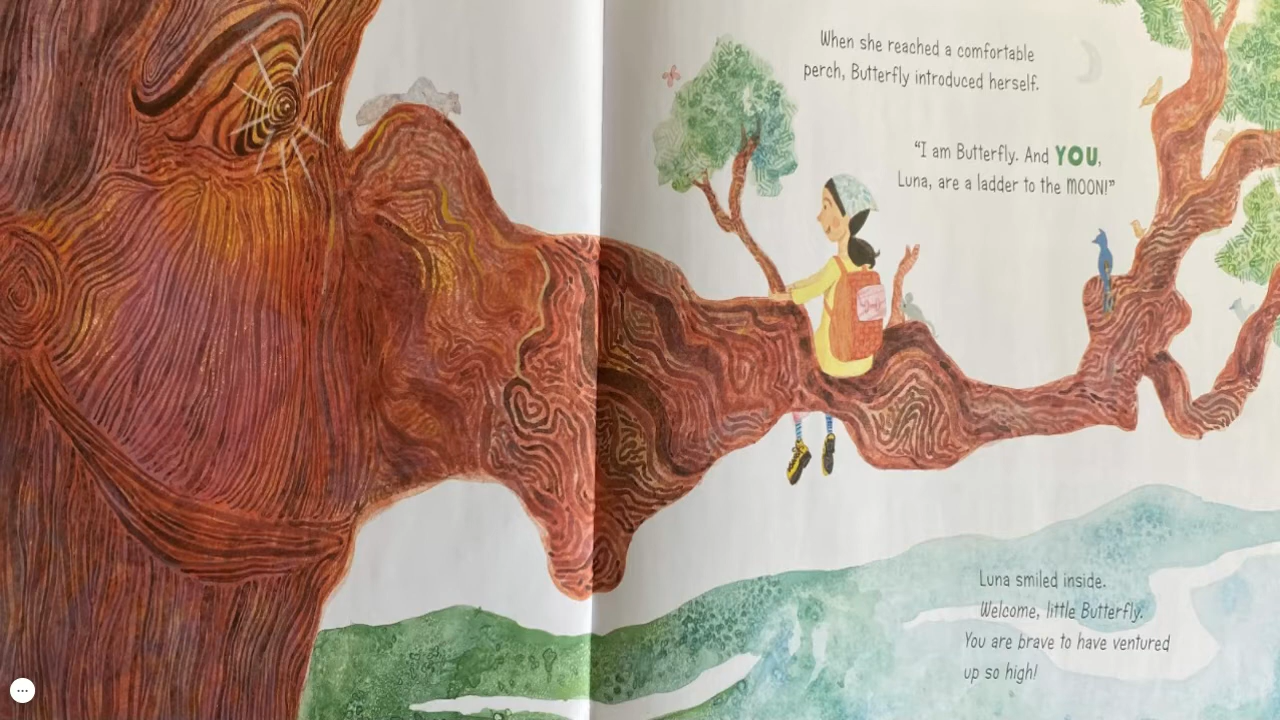 When she reached a comfortable
perch, Butterfly introduced herself.
“I am Butterfly. And YOU,
Luna, are a ladder to the MOON!”
Luna smiled inside.
Welcome, little Butterfly.
You are brave to have ventured
up so high!